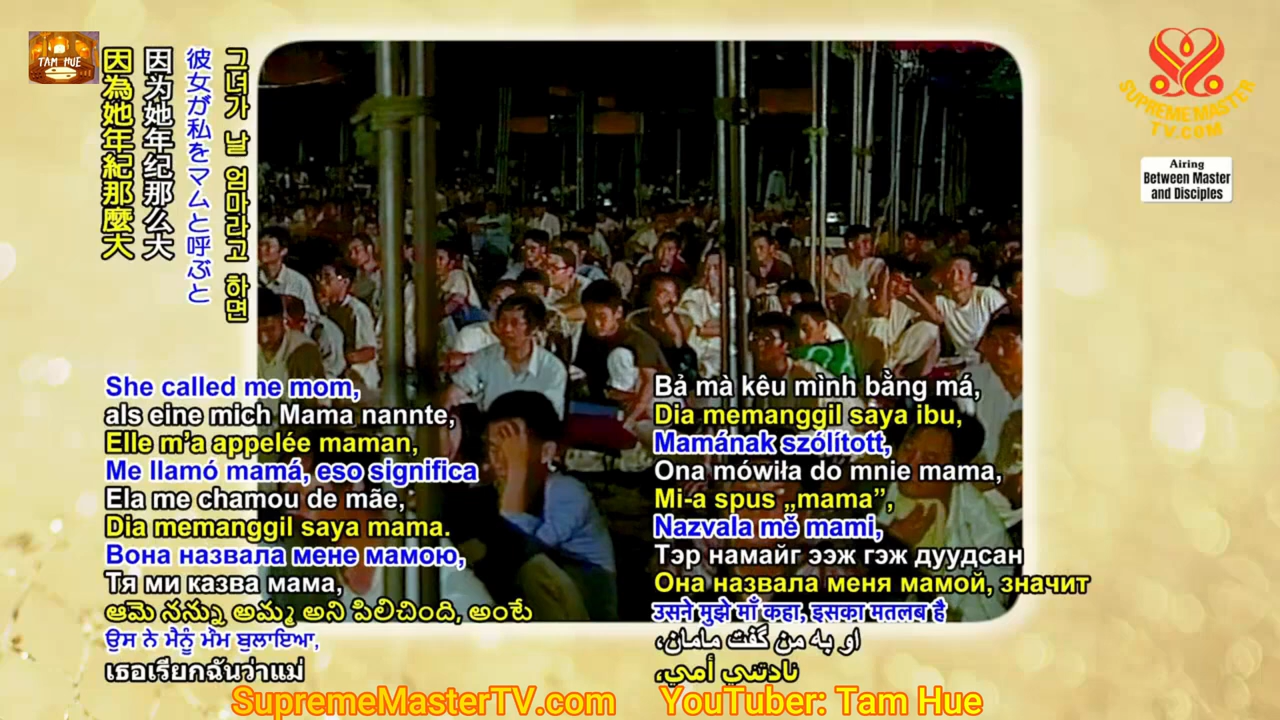 TAM HUE
因為她年紀那麼大
因为她年纪那么大
彼女が私をマムと呼ぶと
그녀가 날 엄마라고 하면
SUPREMEMASTER
TV.COM
Airing
Between Master
and Disciples
She called me mom,
als eine mich Mama nannte,
Elle m’a appelée maman,
Me llamó mamá, eso significa
Ela me chamou de mãe,
Dia memanggil saya mama.
Вона назвала мене мамою,
Тя ми казва мама,
ఆమె నన్ను అమ్మ అని పిలిచింది, అంటే
ਉਸ ਨੇ ਮੈਨੂੰ ਮੰਮ ਬੁਲਾਇਆ,
เธอเรียกฉันว่าแม่
Bả mà kêu mình bằng má,
Dia memanggil saya ibu,
Mamának szólított,
Ona mówiła do mnie mama,
Mi-a spus „mama”,
Nazvala mě mami,
Тэр намайг ээж гэж дуудсан
Она назвала меня мамой, значит
उसने मुझे माँ कहा, इसका मतलब है
او به من گفت مامان،
نادتني أمي،
SupremeMasterTV.com YouTuber: Tam Hue